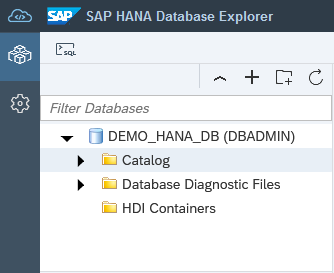 SAP SAP HANA Database Explorer
SQL
Filter Databases
DEMO_HANA_DB (DBADMIN)
Catalog
Database Diagnostic Files
HDI Containers